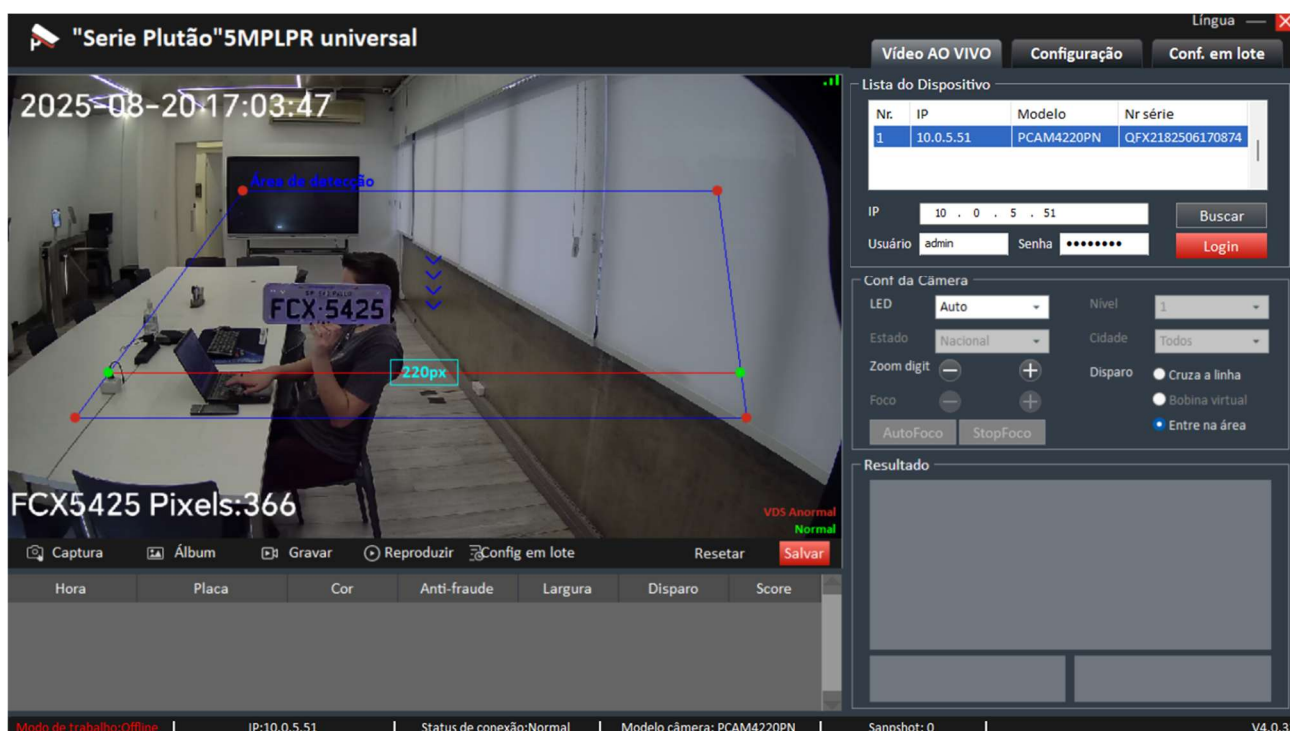 Língua
"Serie Plutão"5MPLPR universal
Vídeo AO VIVO Configuração Conf. em lote
2025-08-20 17:03:47
Área de detecção
FCX·5425
220px
FCX5425 Pixels:366
VDS Anormal
Normal
Captura Álbum Gravar Reproduzir Config em lote Resetar Salvar
Hora Placa Cor Anti-fraude Largura Disparo Score
Lista do Dispositivo
Nr. IP Modelo Nr série
1 10.0.5.51 PCAM4220PN QFX2182506170874
IP 10 . 0 . 5 . 51 Buscar
Usuário admin Senha •••••••• Login
Conf da Câmera
LED Auto Nível 1
Estado Nacional Cidade Todos
Zoom digit Disparo Cruza a linha
Foco Bobina virtual
AutoFoco StopFoco Entre na área
Resultado
Modo de trabalho:Offline IP:10.0.5.51 Status de conexão:Normal Modelo câmera: PCAM4220PN Sanpshot: 0 V4.0.3